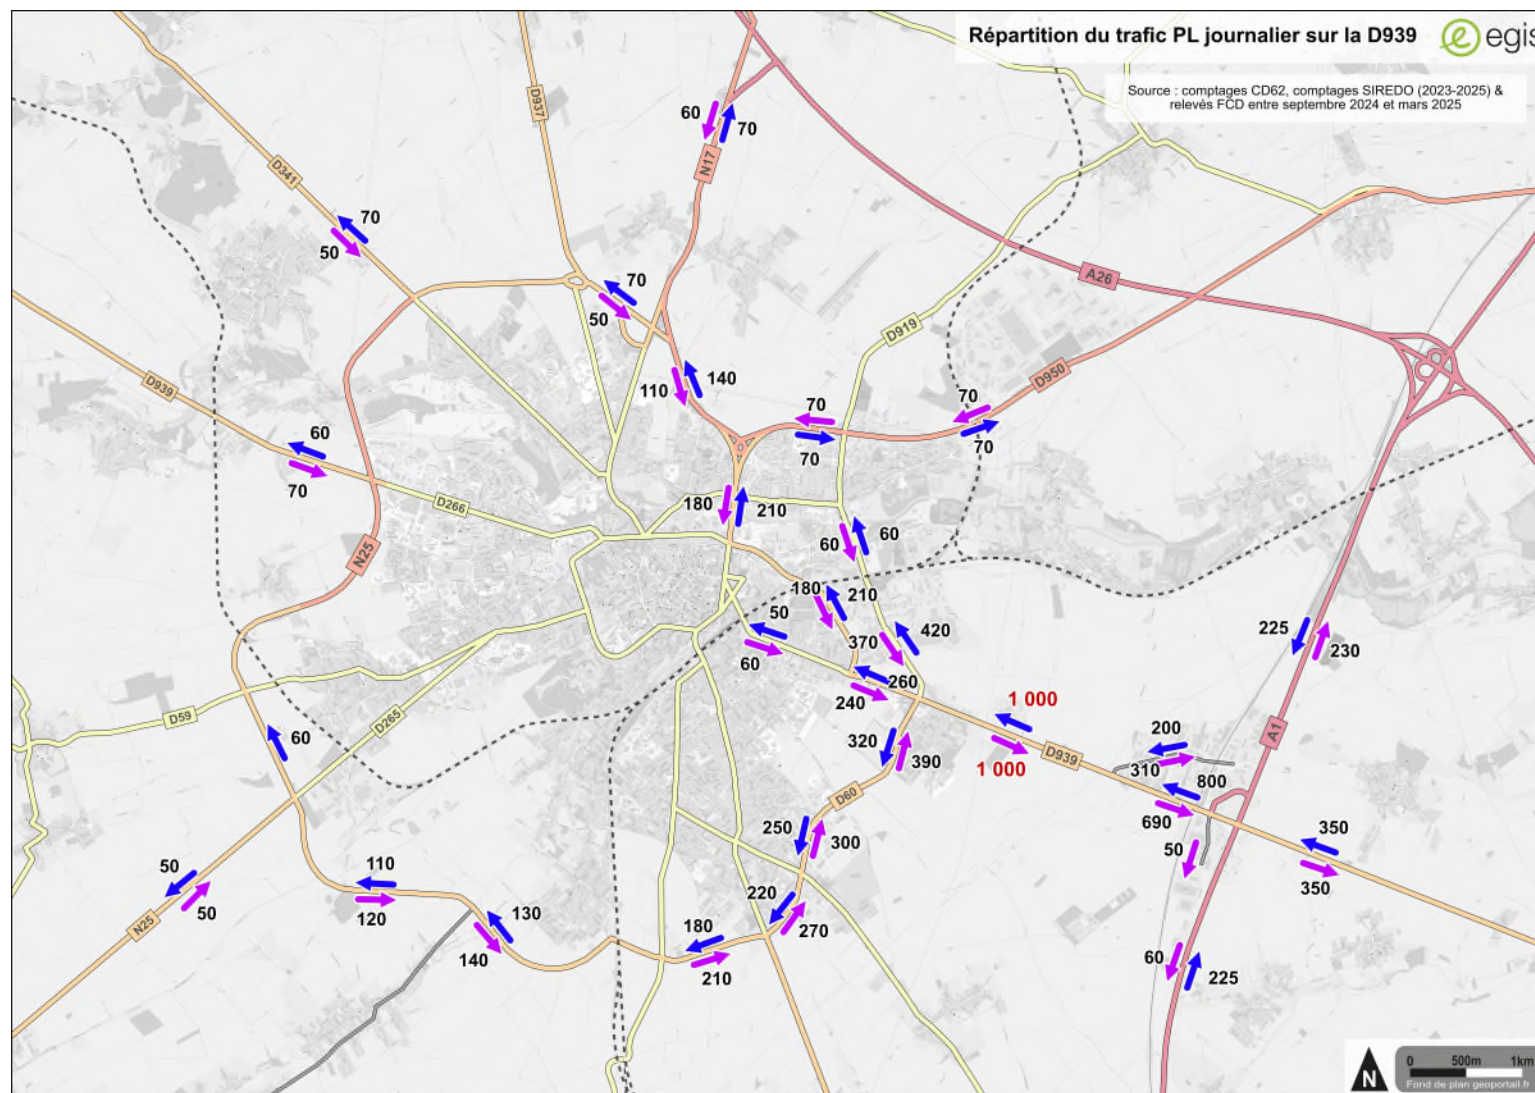 Répartition du trafic PL journalier sur la D939
egis
Source : comptages CD62, comptages SIREDO (2023-2025) &
relevés FCD entre septembre 2024 et mars 2025
D937
60
70
N17
D341
70
50
A26
70
50
D919
D939
D950
110
140
70
70
70
70
60
70
D266
180
210
60
60
N25
180
210
50
60
370
420
225
230
260
240
1 000
1 000
D59
D265
60
320
390
D939
A1
200
310
800
690
50
D60
250
300
350
350
50
50
110
120
N25
130
140
220
270
180
210
60
225
N
0 500m 1km
Fond de plan geoportail.fr